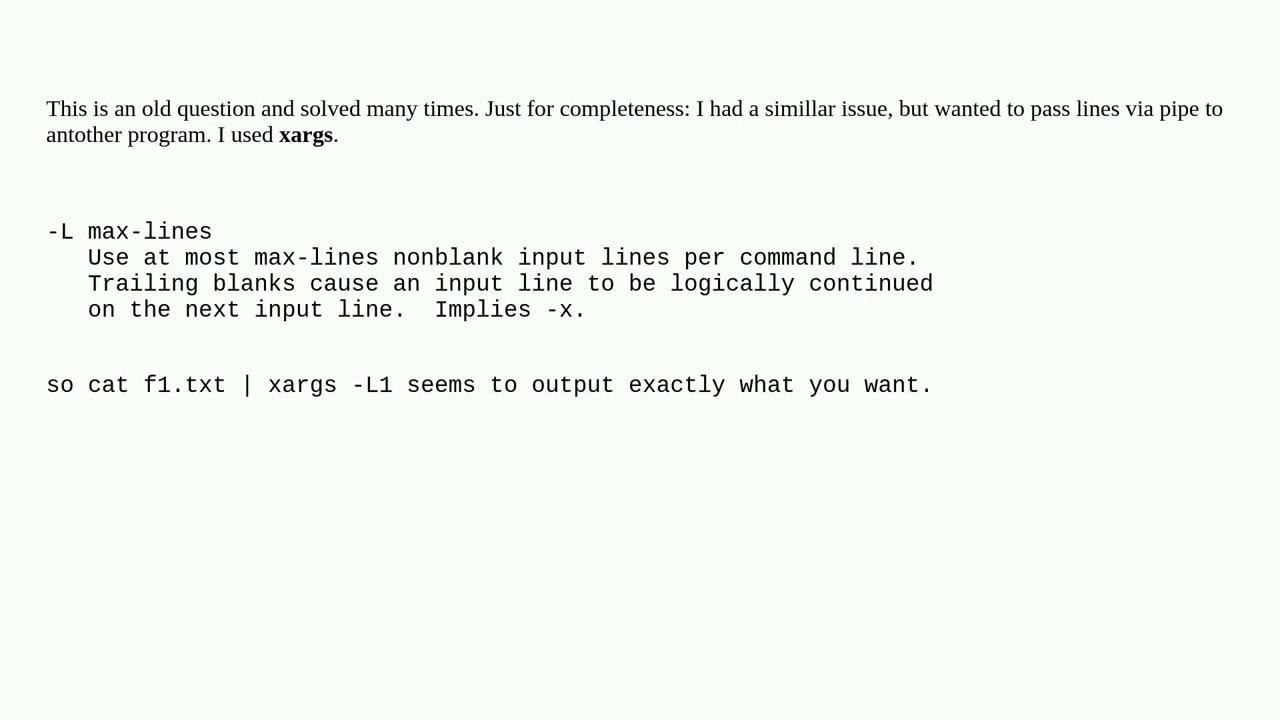 This is an old question and solved many times. Just for completeness: I had a simillar issue, but wanted to pass lines via pipe to
antother program. I used xargs.
-L max-lines
   Use at most max-lines nonblank input lines per command line.
   Trailing blanks cause an input line to be logically continued
   on the next input line.  Implies -x.
so cat f1.txt | xargs -L1 seems to output exactly what you want.